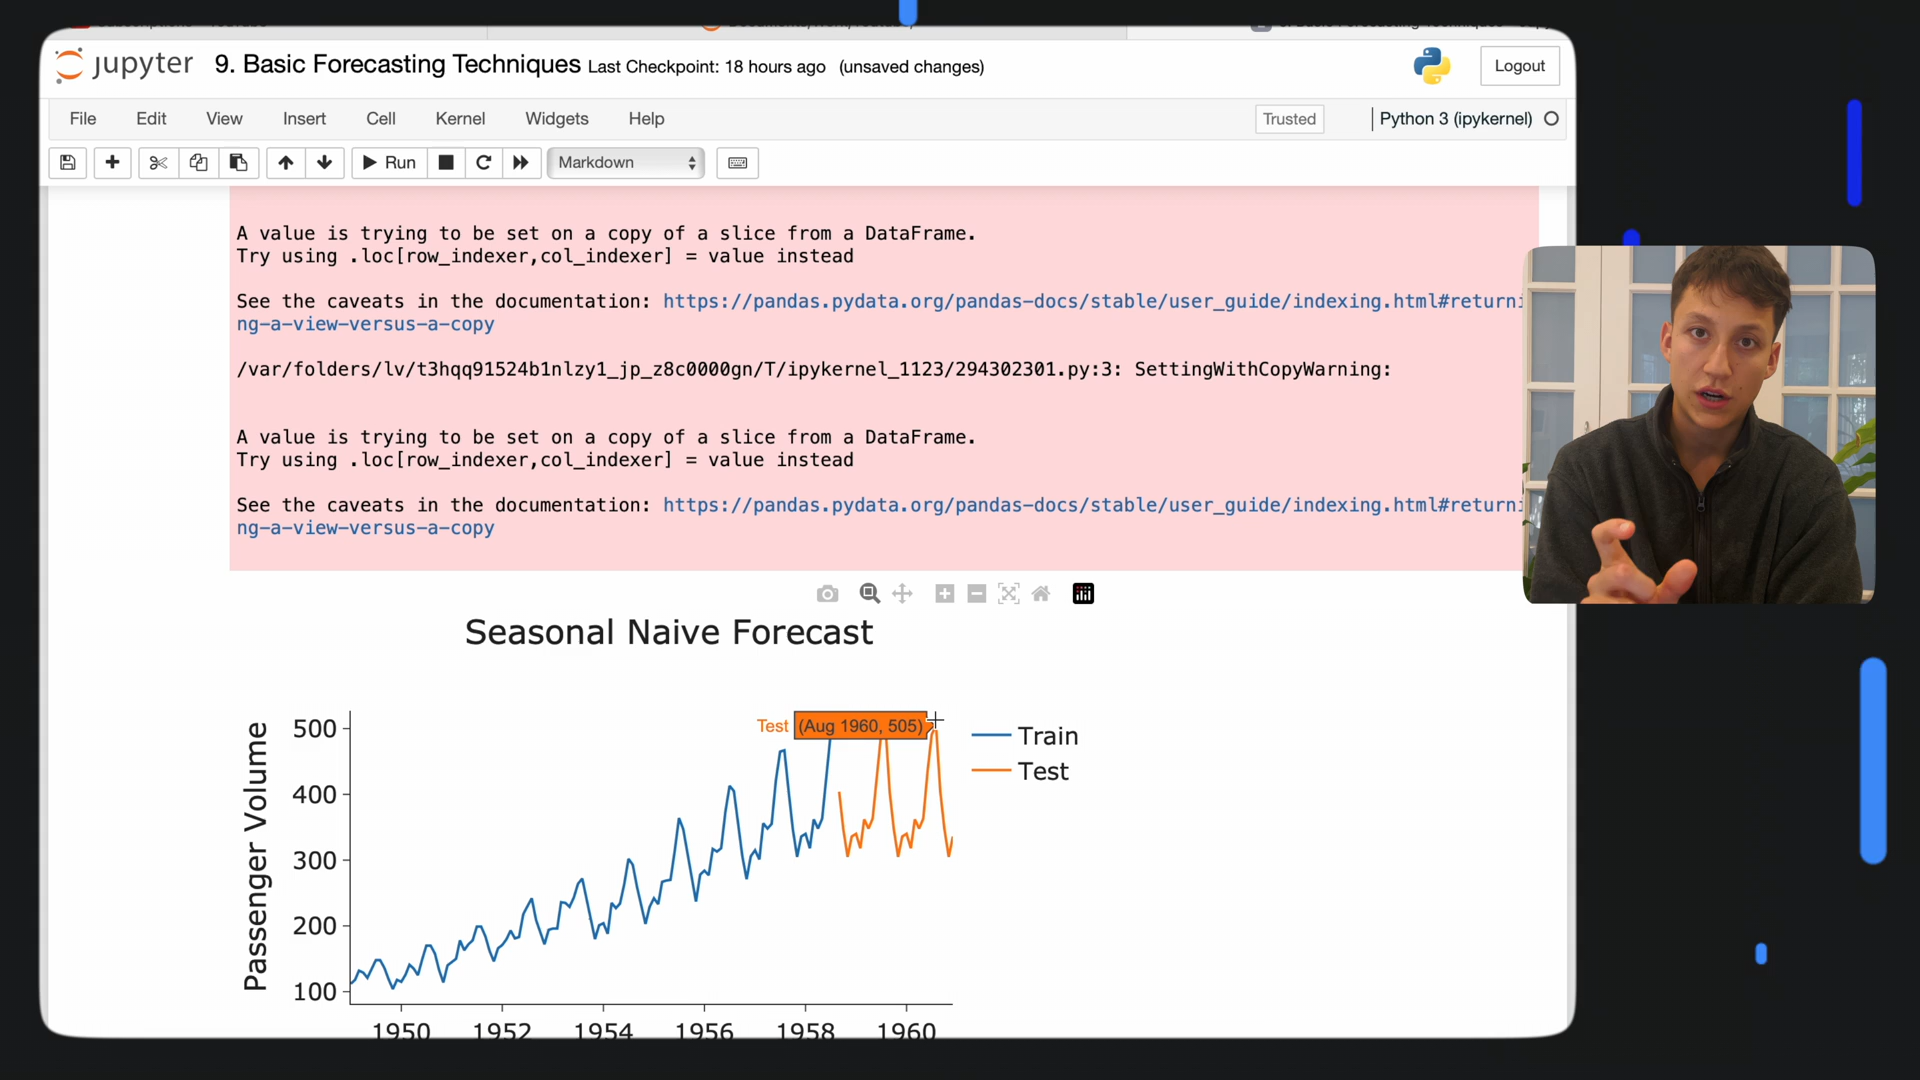 jupyter 9. Basic Forecasting Techniques Last Checkpoint: 18 hours ago (unsaved changes)
Logout
File Edit View Insert Cell Kernel Widgets Help
Trusted
Python 3 (ipykernel)
Run
Markdown
A value is trying to be set on a copy of a slice from a DataFrame.
Try using .loc[row_indexer,col_indexer] = value instead
See the caveats in the documentation: https://pandas.pydata.org/pandas-docs/stable/user_guide/indexing.html#returni
ng-a-view-versus-a-copy
/var/folders/lv/t3hqq91524b1nlzy1_jp_z8c0000gn/T/ipykernel_1123/294302301.py:3: SettingWithCopyWarning:
A value is trying to be set on a copy of a slice from a DataFrame.
Try using .loc[row_indexer,col_indexer] = value instead
See the caveats in the documentation: https://pandas.pydata.org/pandas-docs/stable/user_guide/indexing.html#returni
ng-a-view-versus-a-copy
Seasonal Naive Forecast
Passenger Volume
500
400
300
200
100
Test (Aug 1960, 505)
Train
Test
1950 1952 1954 1956 1958 1960